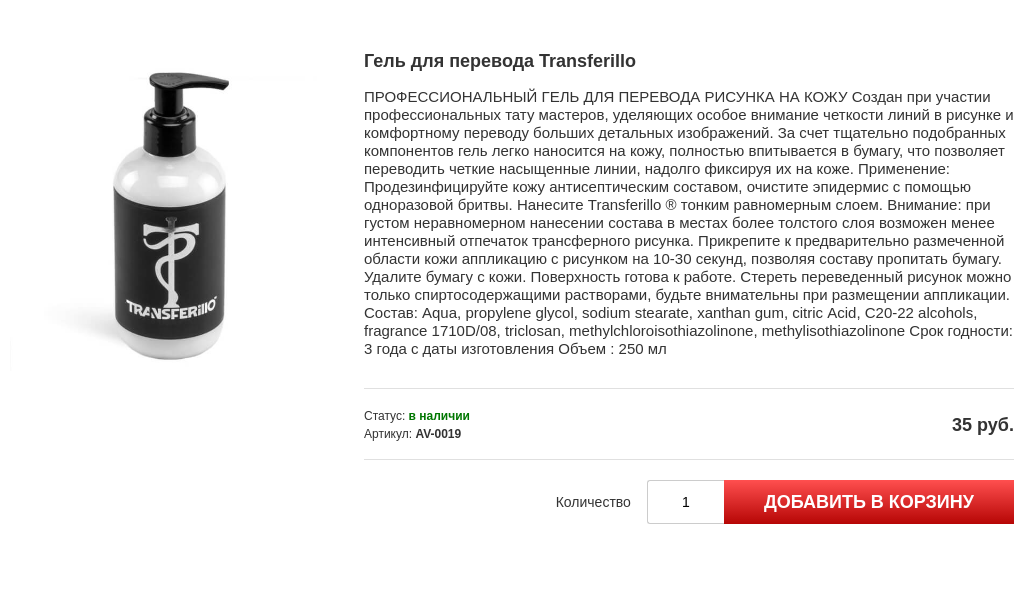 Гель для перевода Transferillo
ПРОФЕССИОНАЛЬНЫЙ ГЕЛЬ ДЛЯ ПЕРЕВОДА РИСУНКА НА КОЖУ Создан при участии
профессиональных тату мастеров, уделяющих особое внимание четкости линий в рисунке и
комфортному переводу больших детальных изображений. За счет тщательно подобранных
компонентов гель легко наносится на кожу, полностью впитывается в бумагу, что позволяет
переводить четкие насыщенные линии, надолго фиксируя их на коже. Применение:
Продезинфицируйте кожу антисептическим составом, очистите эпидермис с помощью
одноразовой бритвы. Нанесите Transferillo ® тонким равномерным слоем. Внимание: при
густом неравномерном нанесении состава в местах более толстого слоя возможен менее
интенсивный отпечаток трансферного рисунка. Прикрепите к предварительно размеченной
области кожи аппликацию с рисунком на 10-30 секунд, позволяя составу пропитать бумагу.
Удалите бумагу с кожи. Поверхность готова к работе. Стереть переведенный рисунок можно
только спиртосодержащими растворами, будьте внимательны при размещении аппликации.
Состав: Aqua, propylene glycol, sodium stearate, xanthan gum, citric Acid, C20-22 alcohols,
fragrance 1710D/08, triclosan, methylchloroisothiazolinone, methylisothiazolinone Срок годности:
3 года с даты изготовления Объем : 250 мл
TRANSFERillO
Статус: в наличии
Артикул: AV-0019
35 руб.
Количество 1 ДОБАВИТЬ В КОРЗИНУ